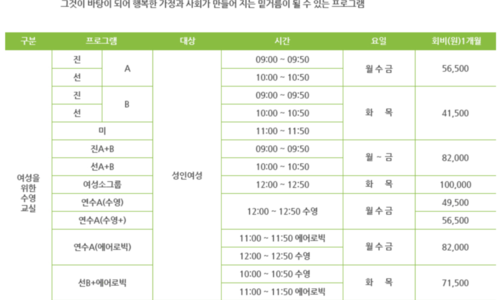 그것이 바탕이 되어 행복한 가정과 사회가 만들어 지는 밑거름이 될 수 있는 프로그램
구분 프로그램 대상 시간 요일 회비(원)1개월
여성을 위한 수영 교실
성인여성
진 A 09:00 ~ 09:50 월 수 금 56,500
선 10:00 ~ 10:50
진 B 09:00 ~ 09:50 화 목 41,500
선 10:00 ~ 10:50
미 11:00 ~ 11:50
진A+B 09:00 ~ 09:50 월 ~ 금 82,000
선A+B 10:00 ~ 10:50
여성소그룹 12:00 ~ 12:50 화 목 100,000
연수A(수영) 12:00 ~ 12:50 수영 월 수 금 49,500
연수A(수영+) 56,500
연수A(에어로빅) 11:00 ~ 11:50 에어로빅 월 수 금 82,000
12:00 ~ 12:50 수영
선B+에어로빅 10:00 ~ 10:50 수영 화 목 71,500
11:00 ~ 11:50 에어로빅